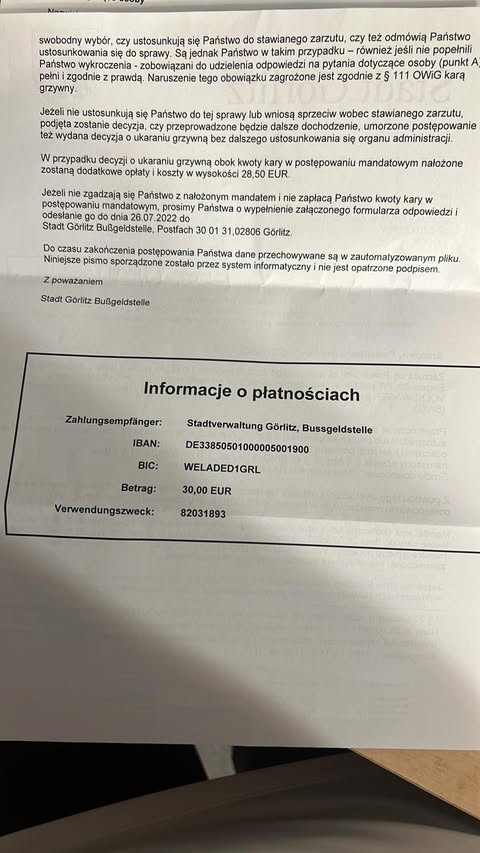 swobodny wybór, czy ustosunkują się Państwo do stawianego zarzutu, czy też odmówią Państwo
ustosunkowania się do sprawy. Są jednak Państwo w takim przypadku – również jeśli nie popełnili
Państwo wykroczenia - zobowiązani do udzielenia odpowiedzi na pytania dotyczące osoby (punkt A)
pełni i zgodnie z prawdą. Naruszenie tego obowiązku zagrożone jest zgodnie z § 111 OWiG karą
grzywny.
Jeżeli nie ustosunkują się Państwo do tej sprawy lub wniosą sprzeciw wobec stawianego zarzutu,
podjęta zostanie decyzja, czy przeprowadzone będzie dalsze dochodzenie, umorzone postępowanie
też wydana decyzja o ukaraniu grzywną bez dalszego ustosunkowania się organu administracji.
W przypadku decyzji o ukaraniu grzywną obok kwoty kary w postępowaniu mandatowym nałożone
zostaną dodatkowe opłaty i koszty w wysokości 28,50 EUR.
Jeżeli nie zgadzają się Państwo z nałożonym mandatem i nie zapłacą Państwo kwoty kary w
postępowaniu mandatowym, prosimy Państwa o wypełnienie załączonego formularza odpowiedzi i
odesłanie go do dnia 26.07.2022 do
Stadt Görlitz Bußgeldstelle, Postfach 30 01 31,02806 Görlitz.
Do czasu zakończenia postępowania Państwa dane przechowywane są w zautomatyzowanym pliku.
Niniejsze pismo sporządzone zostało przez system informatyczny i nie jest opatrzone podpisem.
Z poważaniem
Stadt Görlitz Bußgeldstelle
Informacje o płatnościach
Zahlungsempfänger: Stadtverwaltung Görlitz, Bussgeldstelle
IBAN: DE33850501000005001900
BIC: WELADED1GRL
Betrag: 30,00 EUR
Verwendungszweck: 82031893